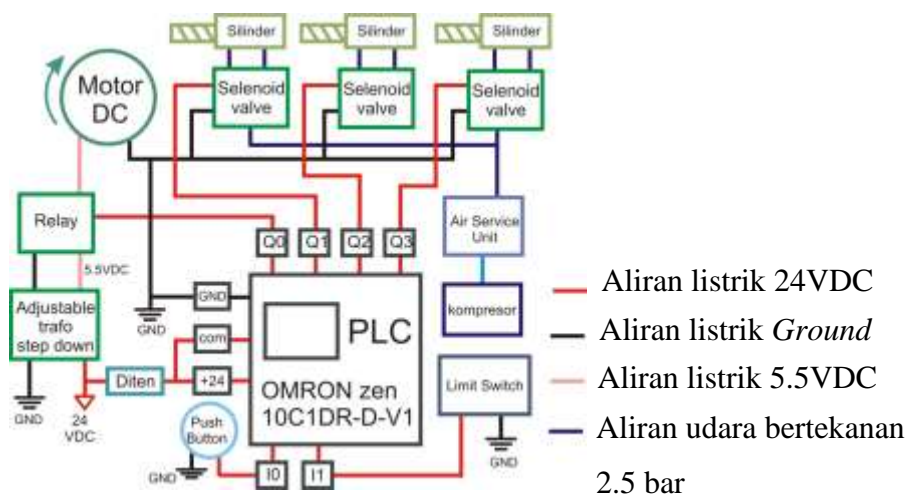 Silinder
Silinder
Silinder
Motor
DC
Selenoid
valve
Selenoid
valve
Selenoid
valve
Relay
5.5VDC
Adjustable
trafo
step down
GND
24
VDC
Diten
GND
Q0
Q1
Q2
Q3
GND
com
+24
PLC
OMRON zen
10C1DR-D-V1
Push
Button
GND
I0
I1
Air Service
Unit
kompresor
Limit Switch
GND
Aliran listrik 24VDC
Aliran listrik Ground
Aliran listrik 5.5VDC
Aliran udara bertekanan
2.5 bar